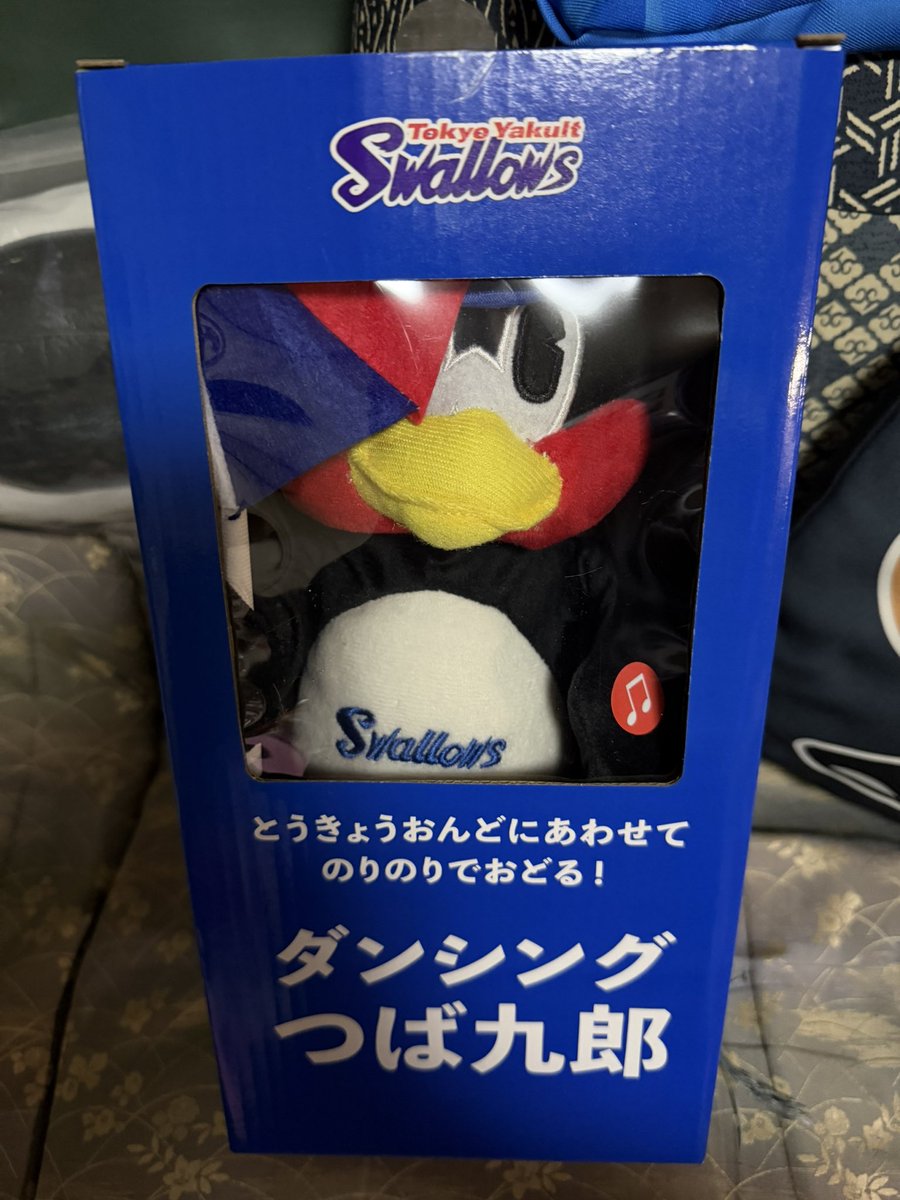 Tokyo Yakult
Swallows
Swallows
とうきょうおんどにあわせて
のりのりでおどる！
ダンシング
つば九郎